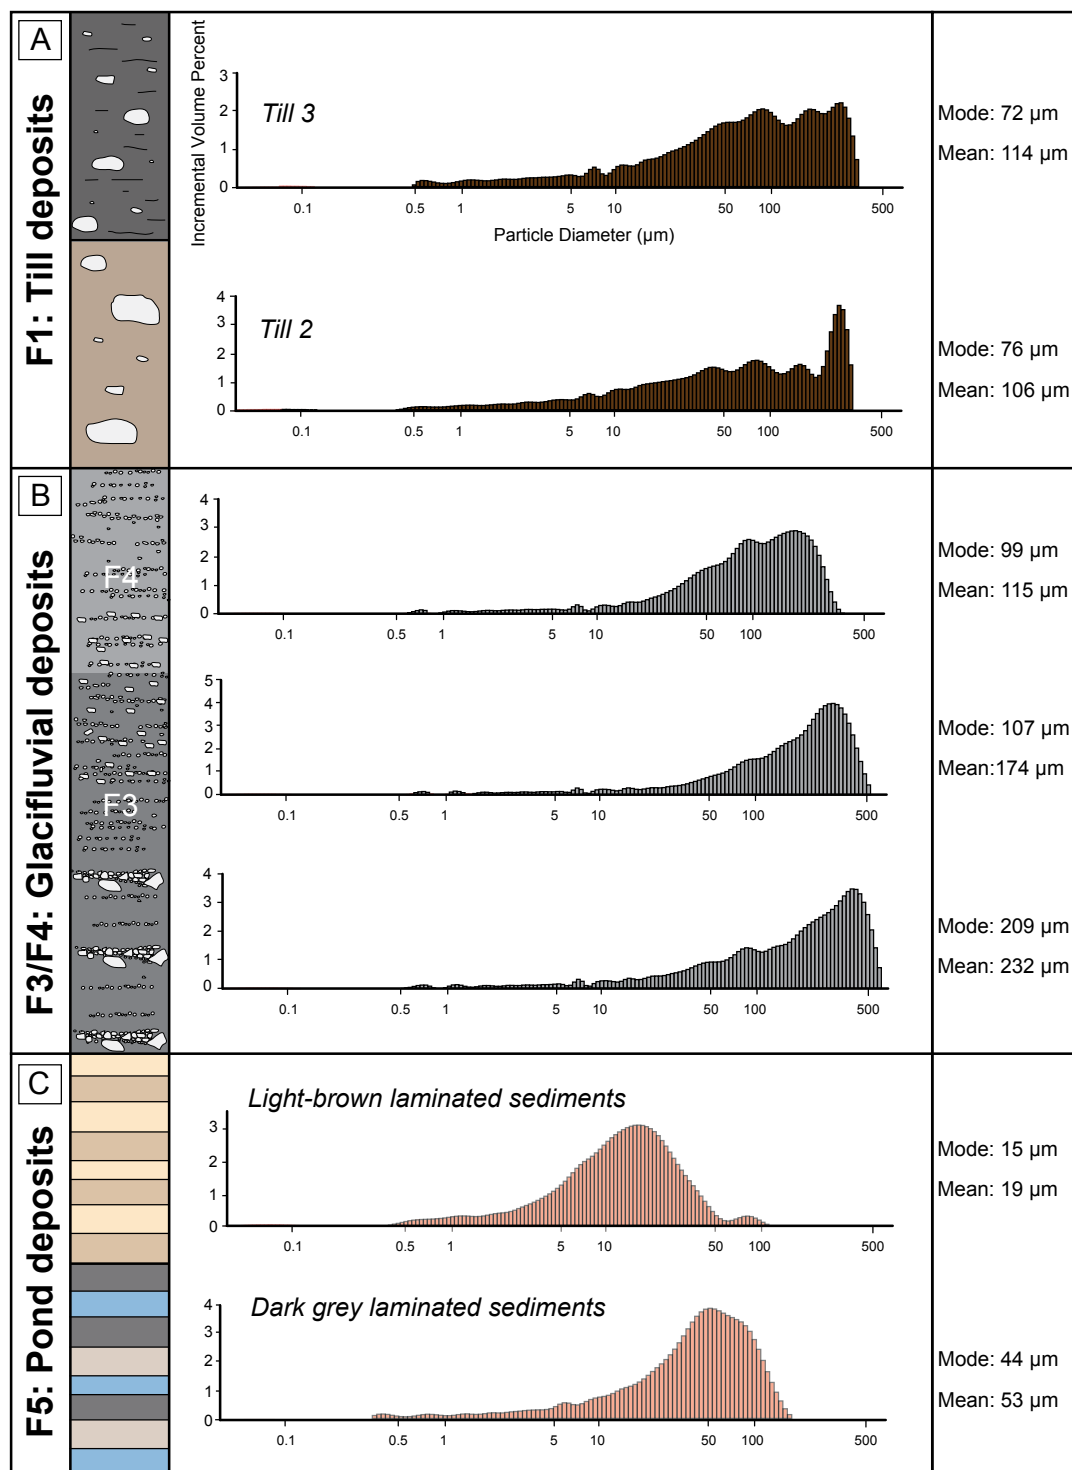 A
F1: Till deposits
Incremental Volume Percent
Till 3
3
2
1
0
0.1 0.5 1 5 10 50 100 500
Particle Diameter (µm)
Mode: 72 µm
Mean: 114 µm
Till 2
4
3
2
1
0
0.1 0.5 1 5 10 50 100 500
Mode: 76 µm
Mean: 106 µm
B
F3/F4: Glacifluvial deposits
F4
4
3
2
1
0
0.1 0.5 1 5 10 50 100 500
Mode: 99 µm
Mean: 115 µm
F3
5
4
3
2
1
0
0.1 0.5 1 5 10 50 100 500
Mode: 107 µm
Mean:174 µm
4
3
2
1
0
0.1 0.5 1 5 10 50 100 500
Mode: 209 µm
Mean: 232 µm
C
F5: Pond deposits
Light-brown laminated sediments
3
2
1
0
0.1 0.5 1 5 10 50 100 500
Mode: 15 µm
Mean: 19 µm
Dark grey laminated sediments
4
3
2
1
0
0.1 0.5 1 5 10 50 100 500
Mode: 44 µm
Mean: 53 µm